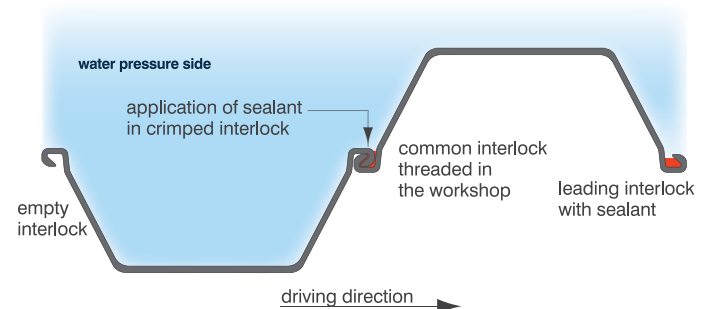 water pressure side
application of sealant
in crimped interlock
common interlock
threaded in
the workshop
leading interlock
with sealant
empty
interlock
driving direction